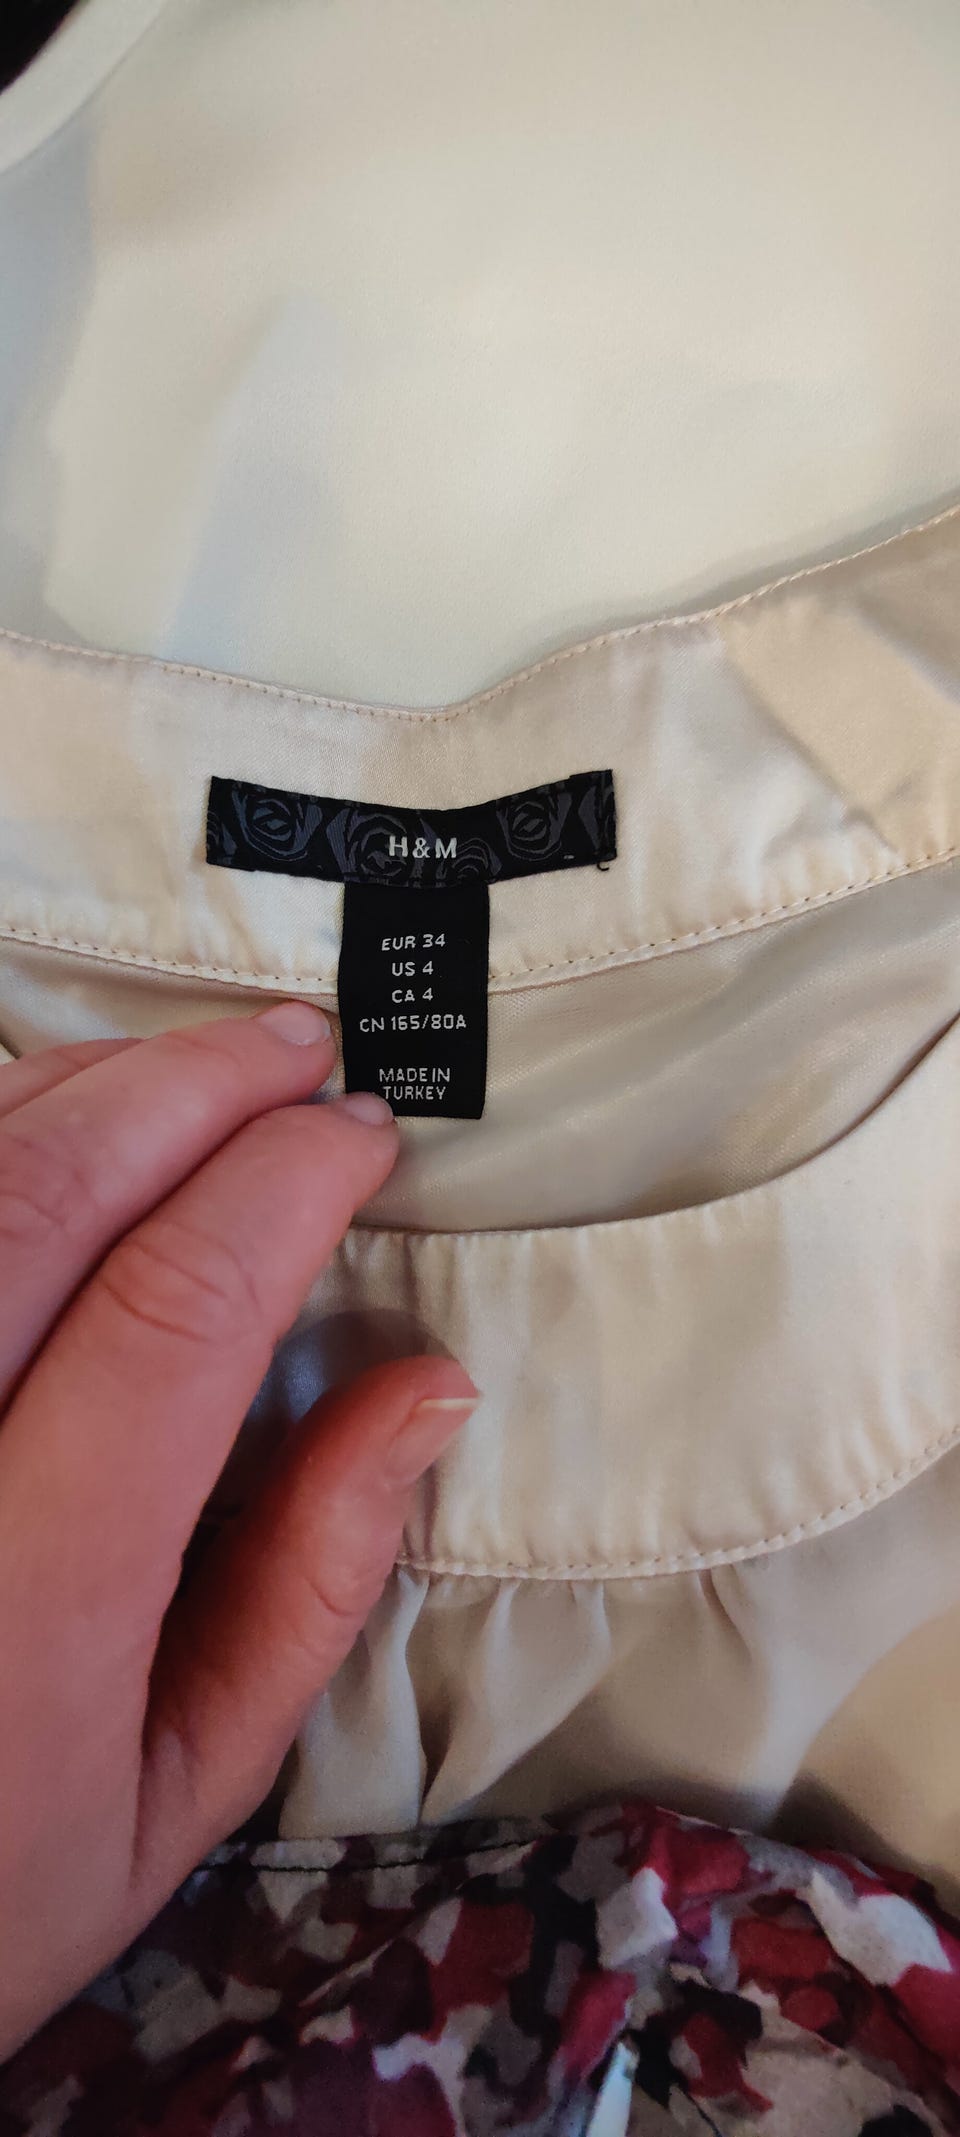 H&M
EUR 34
US 4
CA 4
CN 165/80A
MADE IN
TURKEY